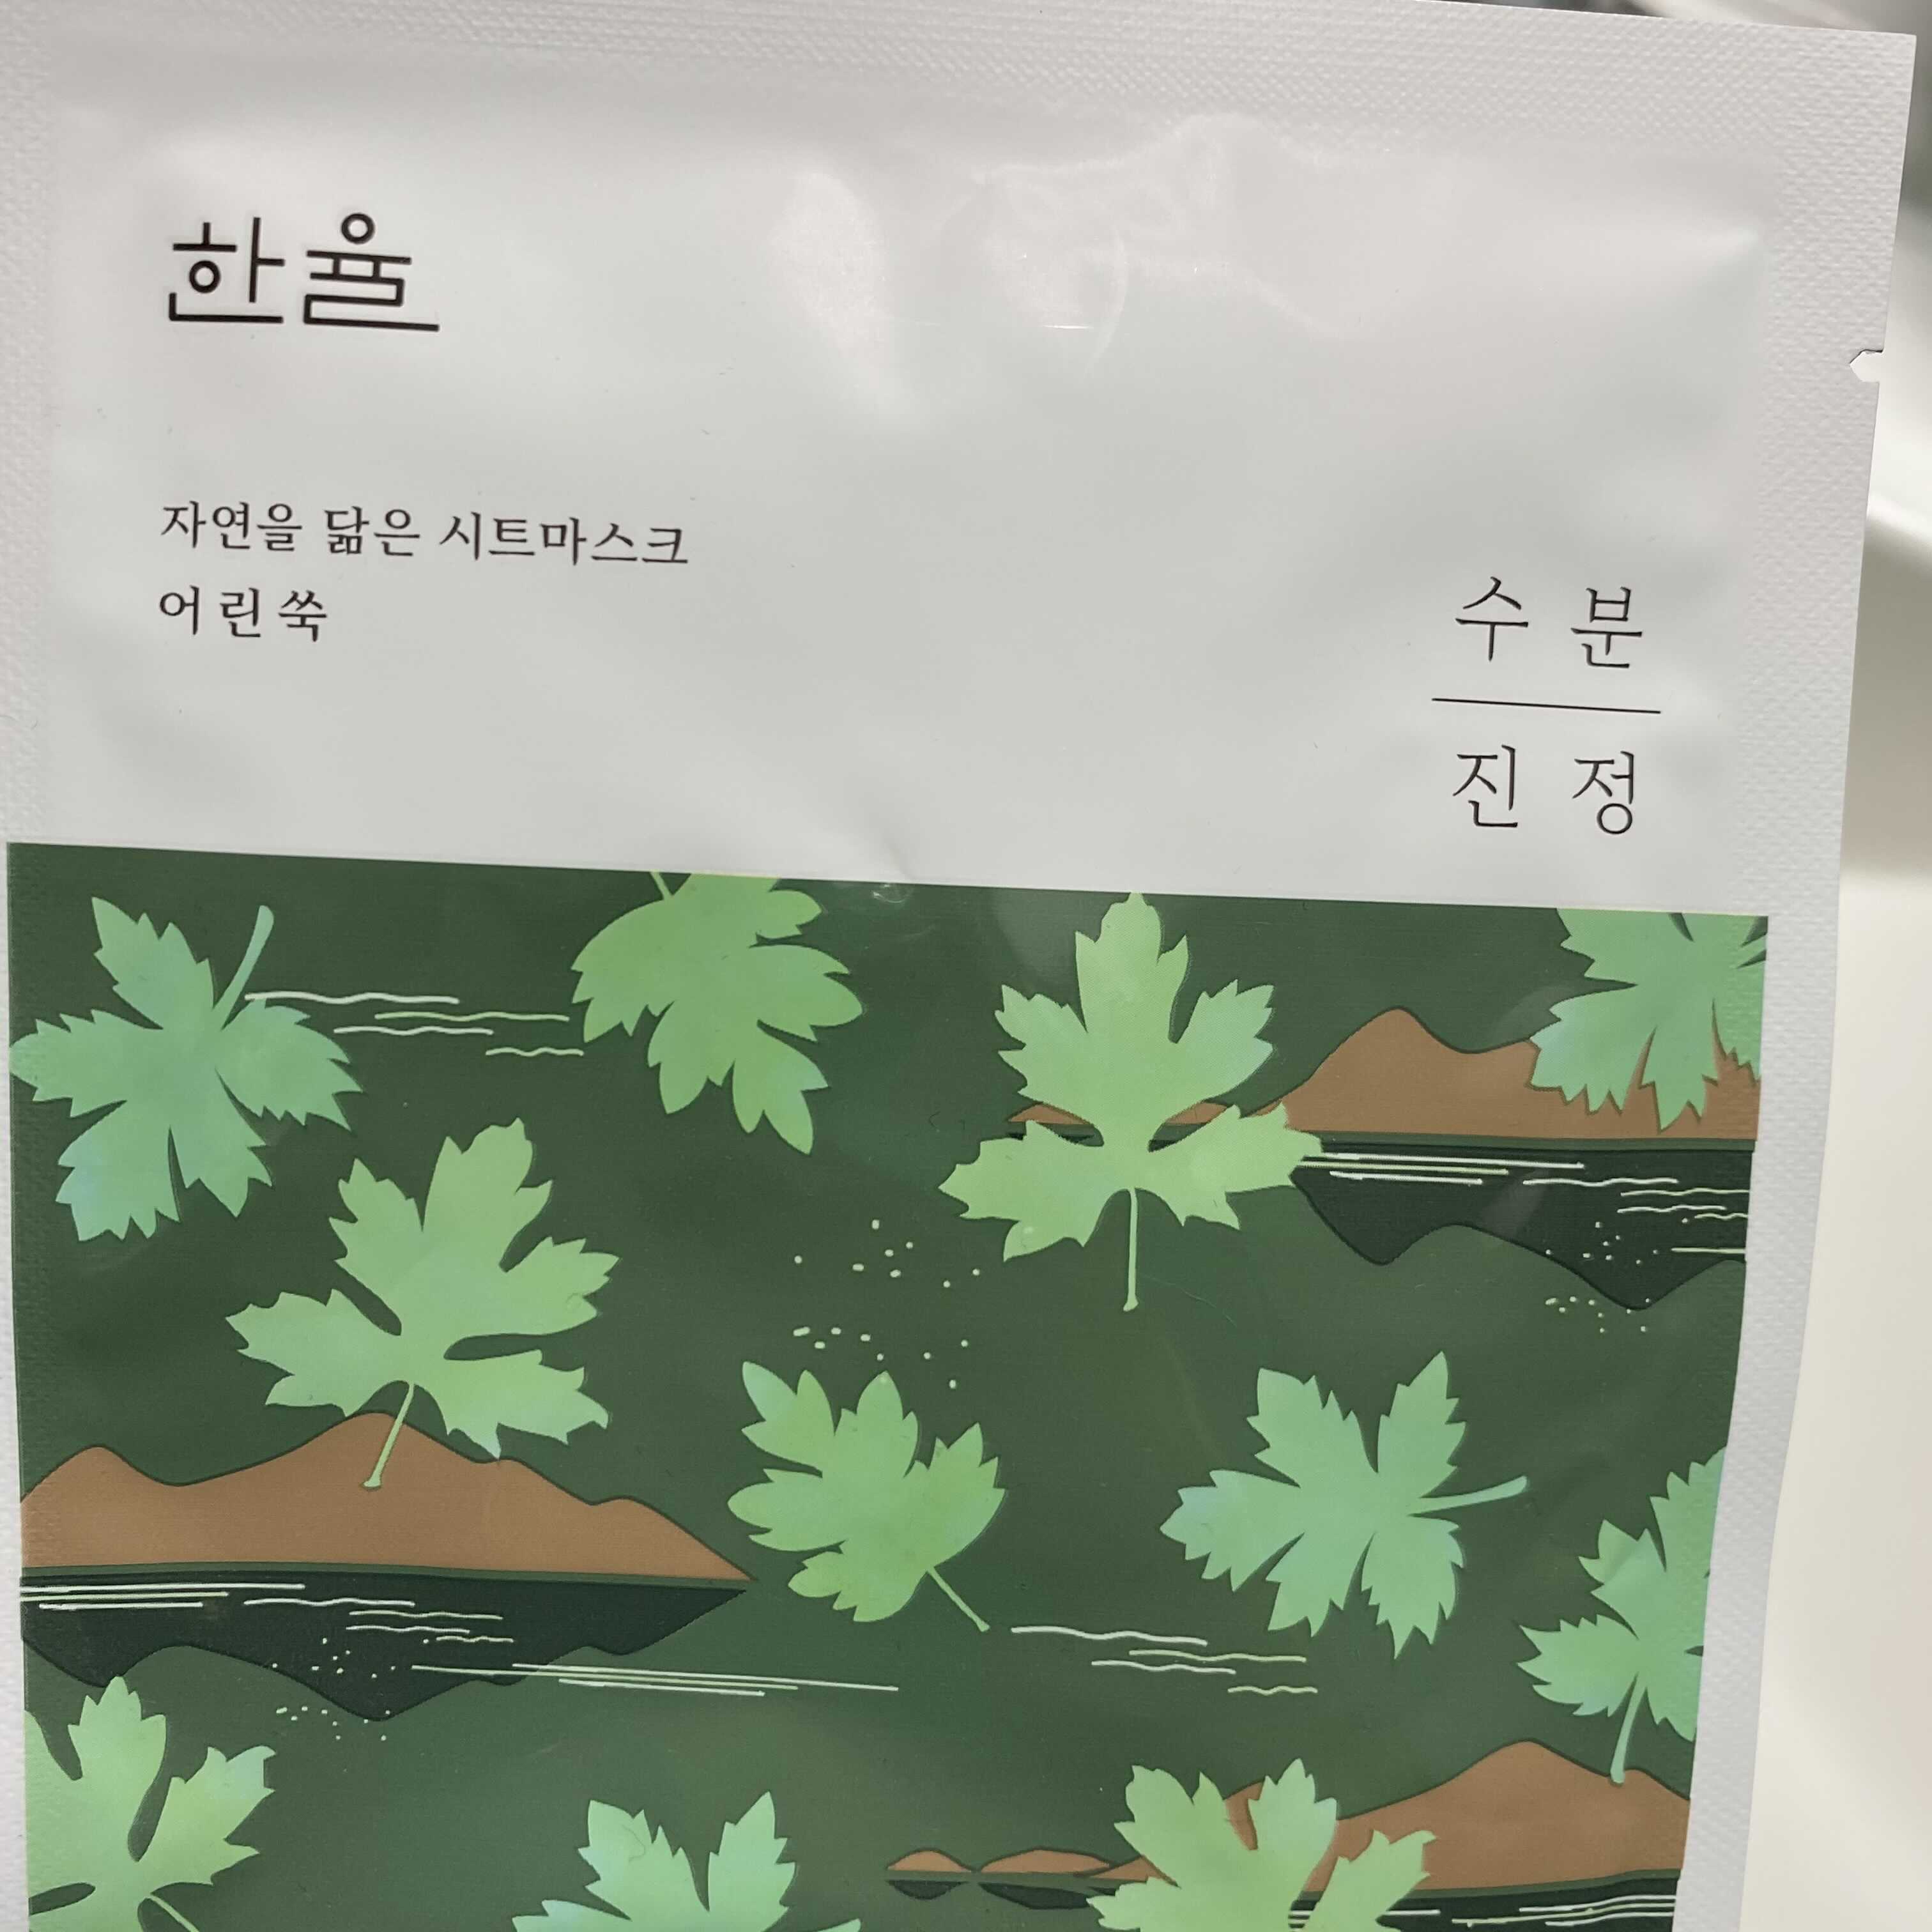 한율
자연을 닮은 시트마스크
어린쑥
수분
진정